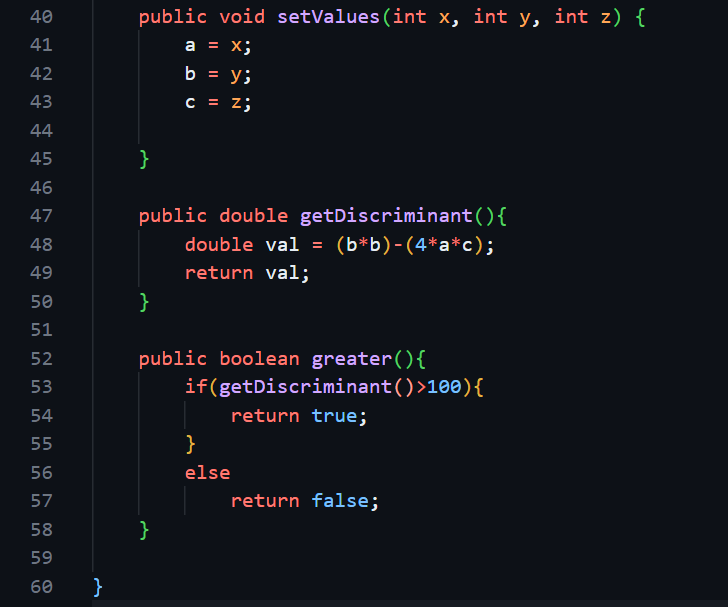 40 public void setValues(int x, int y, int z) {
41 a = x;
42 b = y;
43 c = z;
44
45 }
46
47 public double getDiscriminant(){
48 double val = (b*b)-(4*a*c);
49 return val;
50 }
51
52 public boolean greater(){
53 if(getDiscriminant()>100){
54 return true;
55 }
56 else
57 return false;
58 }
59
60 }